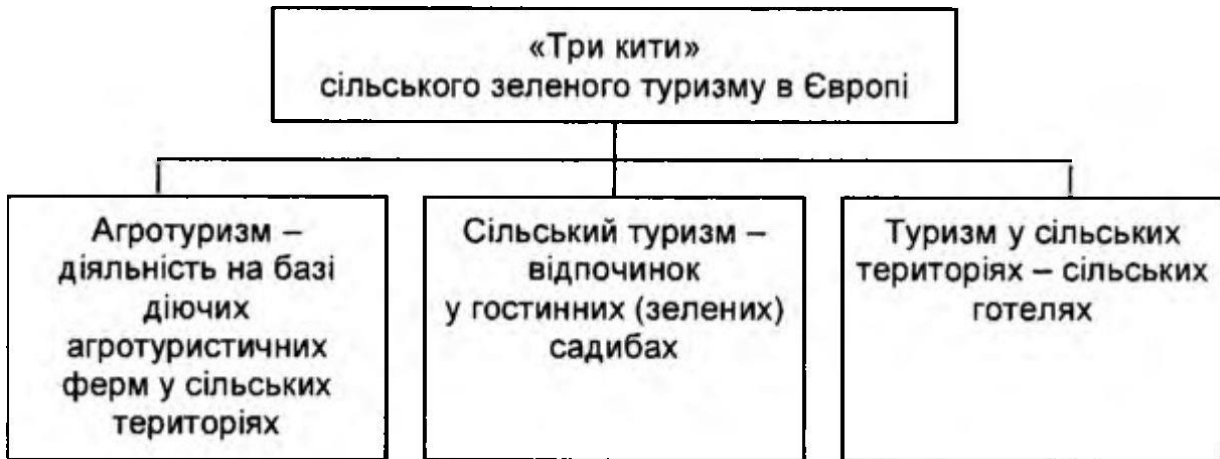 «Три кити»
сільського зеленого туризму в Європі
Агротуризм –
діяльність на базі
діючих
агротуристичних
ферм у сільських
територіях
Сільський туризм –
відпочинок
у гостинних (зелених)
садибах
Туризм у сільських
територіях – сільських
готелях